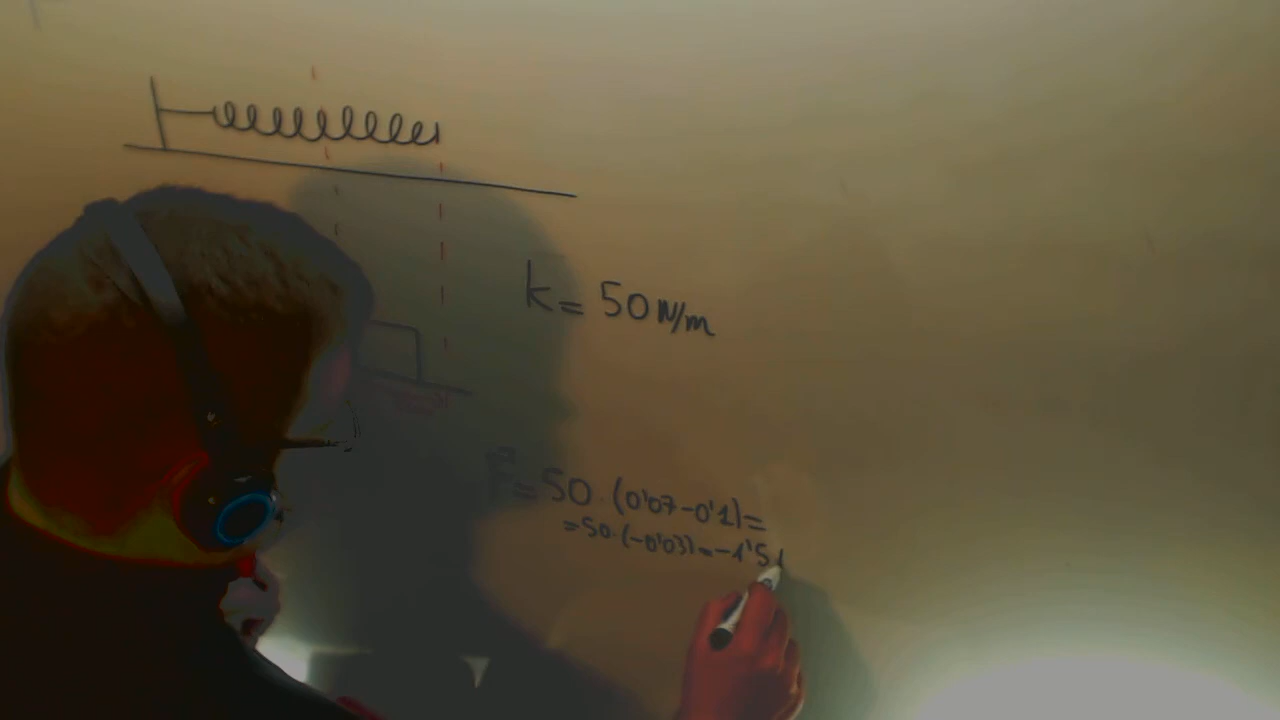 k = 50 N/m
F = 50 · (0'07 - 0'1) =
= 50 · (-0'03) = -1'5